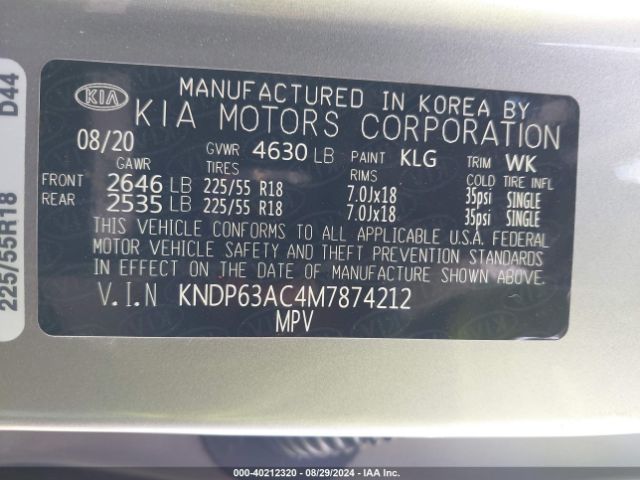 KIA
MANUFACTURED IN KOREA BY
KIA MOTORS CORPORATION
08/20 GVWR 4630 LB PAINT KLG TRIM WK
GAWR TIRES RIMS COLD TIRE INFL
FRONT 2646 LB 225/55 R18 7.0Jx18 35psi SINGLE
REAR 2535 LB 225/55 R18 7.0Jx18 35psi SINGLE
THIS VEHICLE CONFORMS TO ALL APPLICABLE U.S.A. FEDERAL
MOTOR VEHICLE SAFETY AND THEFT PREVENTION STANDARDS
IN EFFECT ON THE DATE OF MANUFACTURE SHOWN ABOVE.
V.I.N KNDP63AC4M7874212
MPV
225/55R18 D44
000-40212320 - 08/29/2024 - IAA Inc.